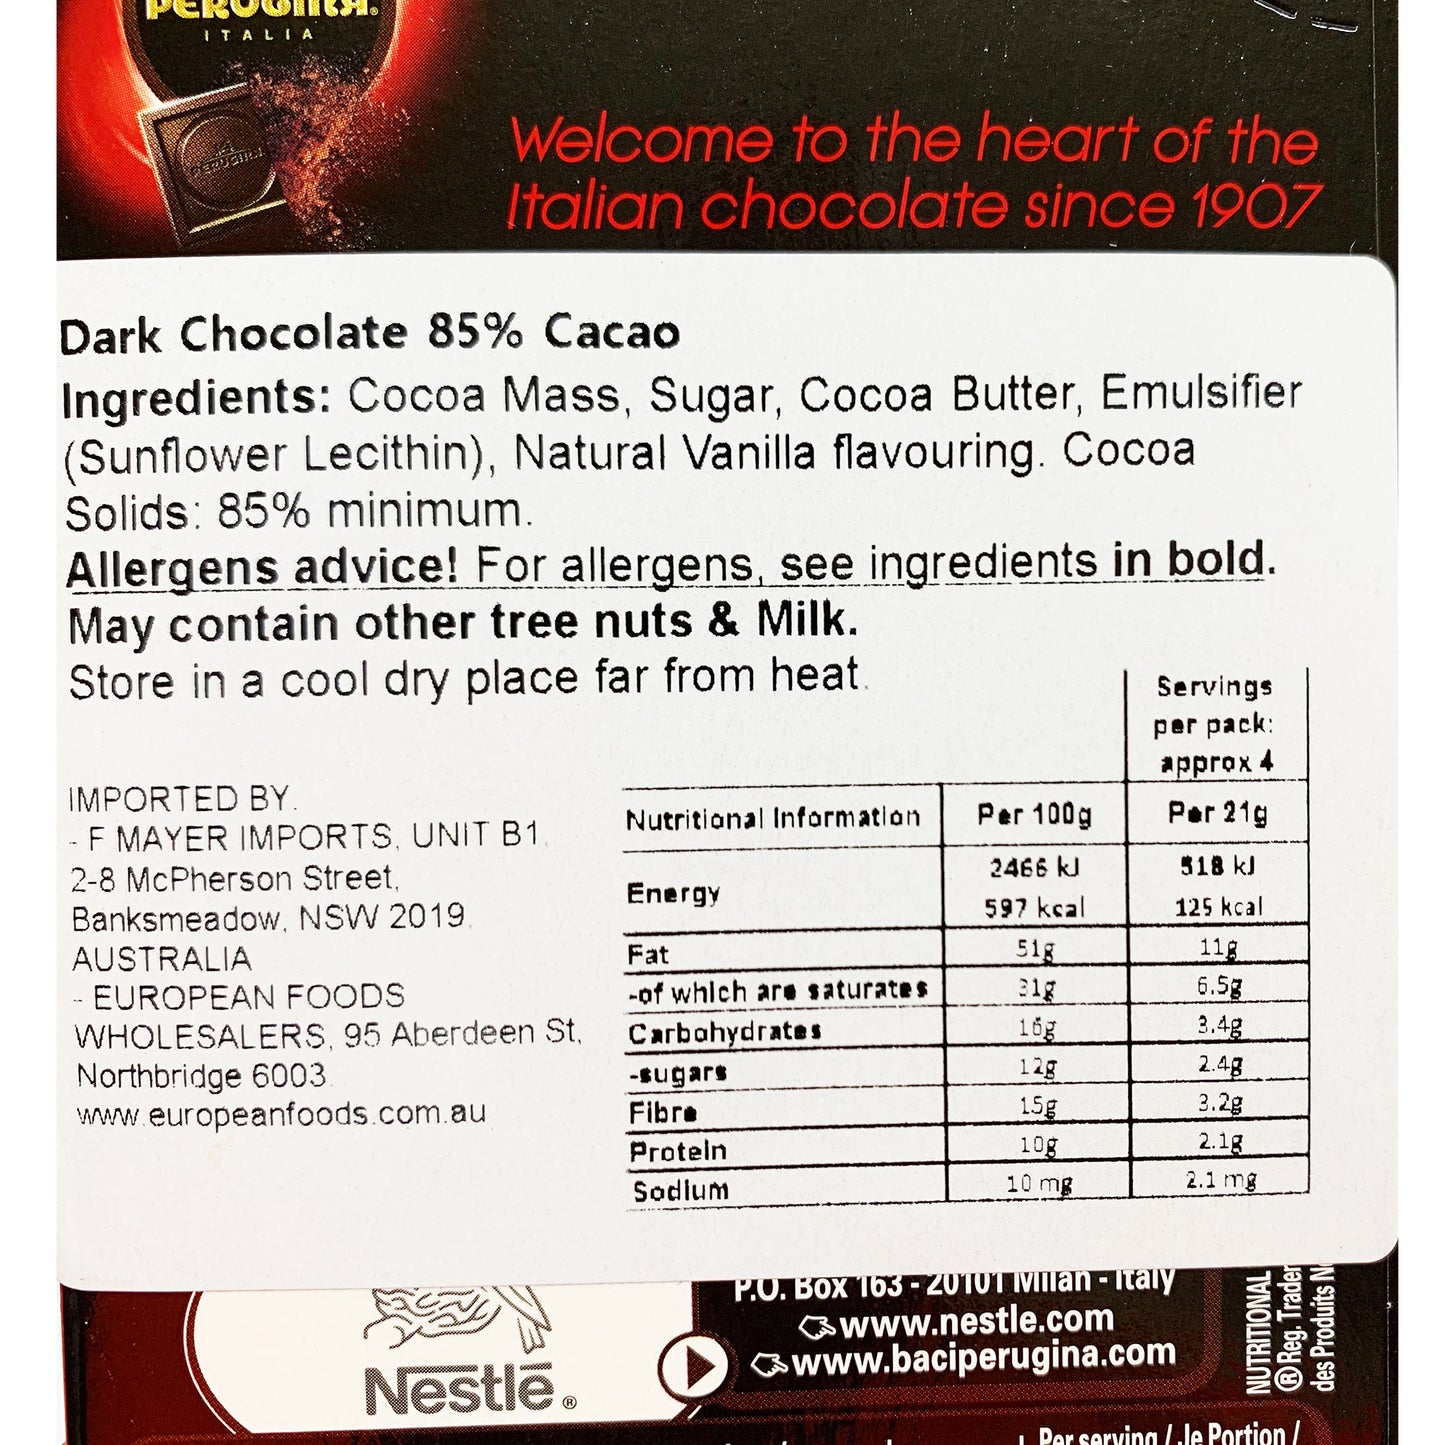 PERUGINA®
ITALIA
PERUGINA
Welcome to the heart of the
Italian chocolate since 1907
Dark Chocolate 85% Cacao
Ingredients: Cocoa Mass, Sugar, Cocoa Butter, Emulsifier
(Sunflower Lecithin), Natural Vanilla flavouring. Cocoa
Solids: 85% minimum.
Allergens advice! For allergens, see ingredients in bold.
May contain other tree nuts & Milk.
Store in a cool dry place far from heat.
IMPORTED BY.
- F MAYER IMPORTS, UNIT B1,
2-8 McPherson Street,
Banksmeadow, NSW 2019,
AUSTRALIA
- EUROPEAN FOODS
WHOLESALERS, 95 Aberdeen St,
Northbridge 6003.
www.europeanfoods.com.au
Servings
per pack:
approx 4
Nutritional Information Per 100g Per 21g
Energy 2466 kJ 518 kJ
597 kcal 125 kcal
Fat 51g 11g
-of which are saturates 31g 6.5g
Carbohydrates 16g 3.4g
-sugars 12g 2.4g
Fibre 15g 3.2g
Protein 10g 2.1g
Sodium 10 mg 2.1 mg
P.O. Box 163 - 20101 Milan - Italy
www.nestle.com
www.baciperugina.com
Nestlé®
NUTRITIONAL
® Reg. Trader
des Produits N
Per serving / Je Portion /